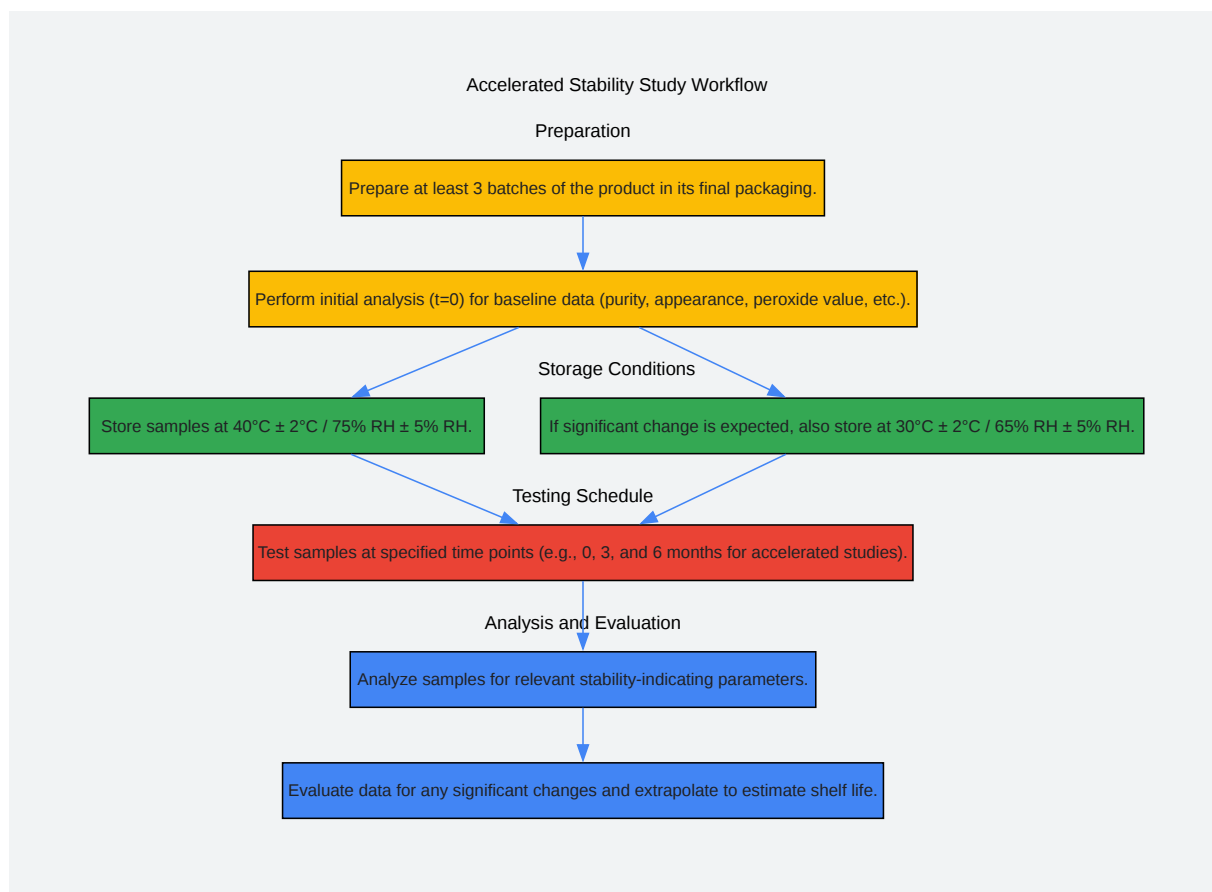 Accelerated Stability Study Workflow
Preparation
Prepare at least 3 batches of the product in its final packaging.
Perform initial analysis (t=0) for baseline data (purity, appearance, peroxide value, etc.).
Storage Conditions
Store samples at 40°C ± 2°C / 75% RH ± 5% RH.
If significant change is expected, also store at 30°C ± 2°C / 65% RH ± 5% RH.
Testing Schedule
Test samples at specified time points (e.g., 0, 3, and 6 months for accelerated studies).
Analysis and Evaluation
Analyze samples for relevant stability-indicating parameters.
Evaluate data for any significant changes and extrapolate to estimate shelf life.